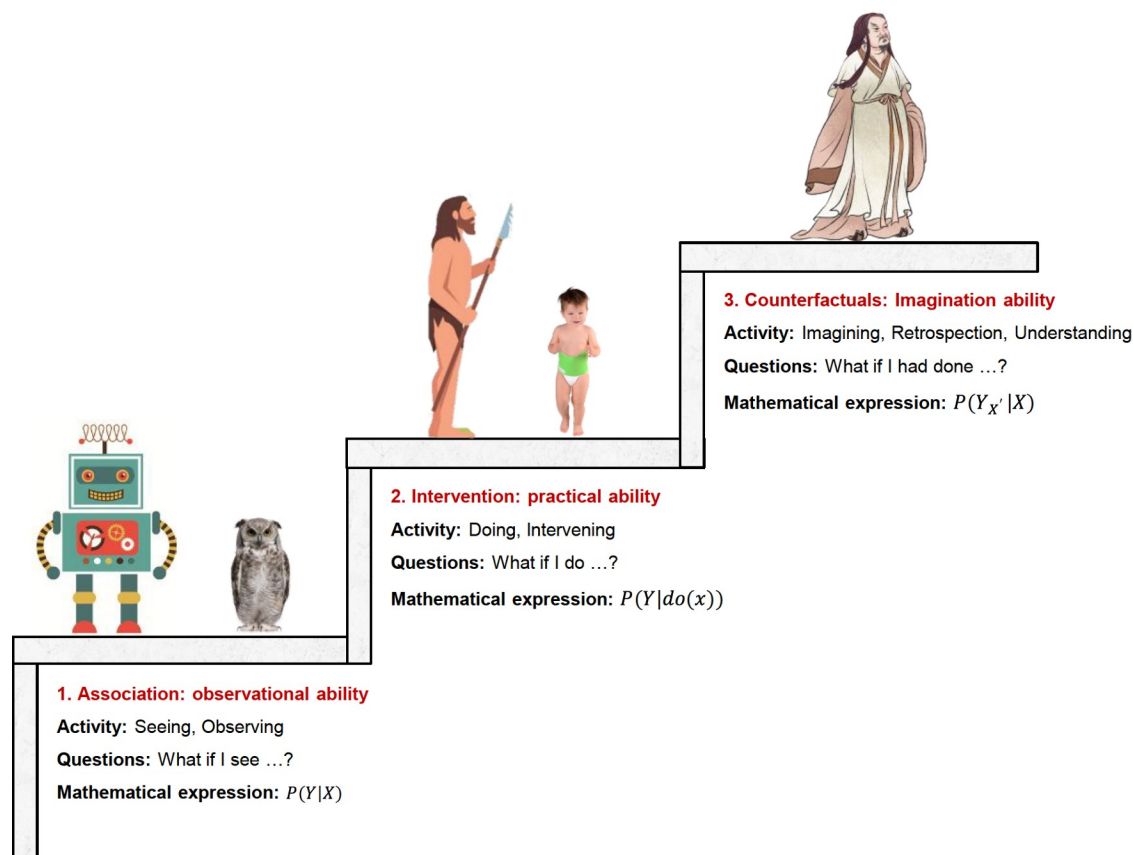 3. Counterfactuals: Imagination ability
Activity: Imagining, Retrospection, Understanding
Questions: What if I had done …?
Mathematical expression: P(Y_{X′}|X)
2. Intervention: practical ability
Activity: Doing, Intervening
Questions: What if I do …?
Mathematical expression: P(Y|do(x))
1. Association: observational ability
Activity: Seeing, Observing
Questions: What if I see …?
Mathematical expression: P(Y|X)